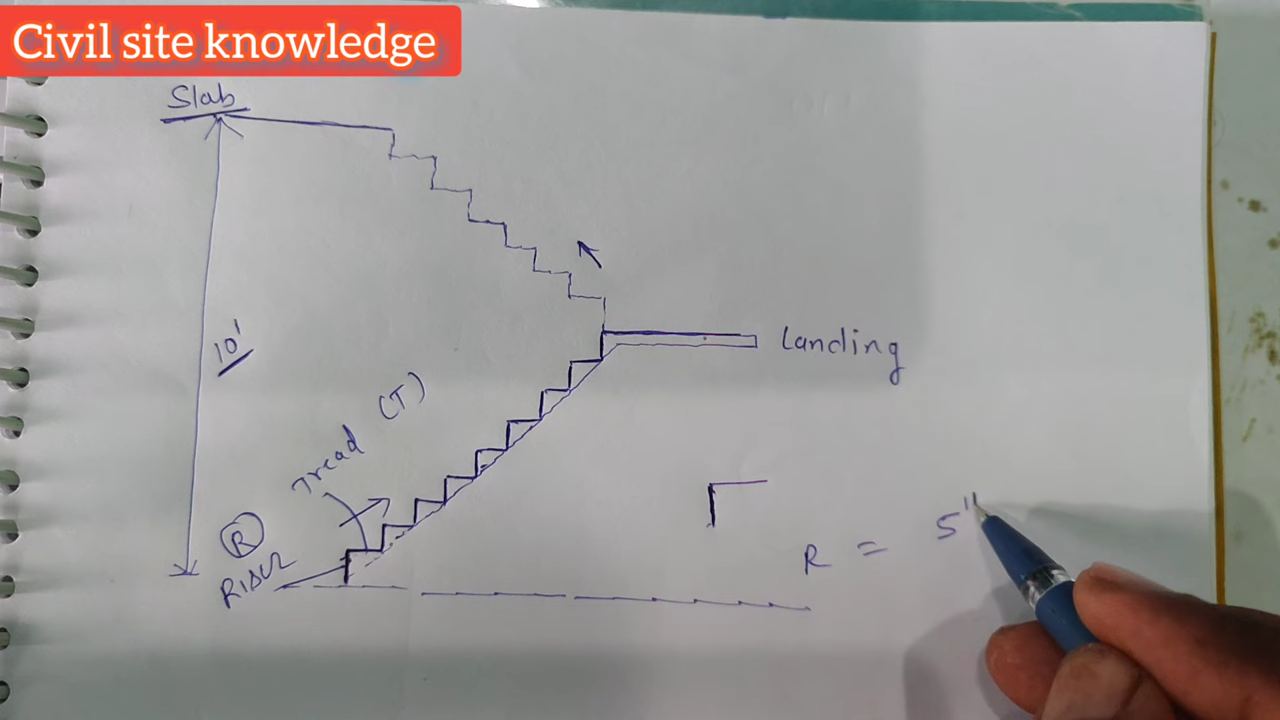 Civil site knowledge
Slab
10'
Tread (T)
Landing
R
RISER
R = 5"